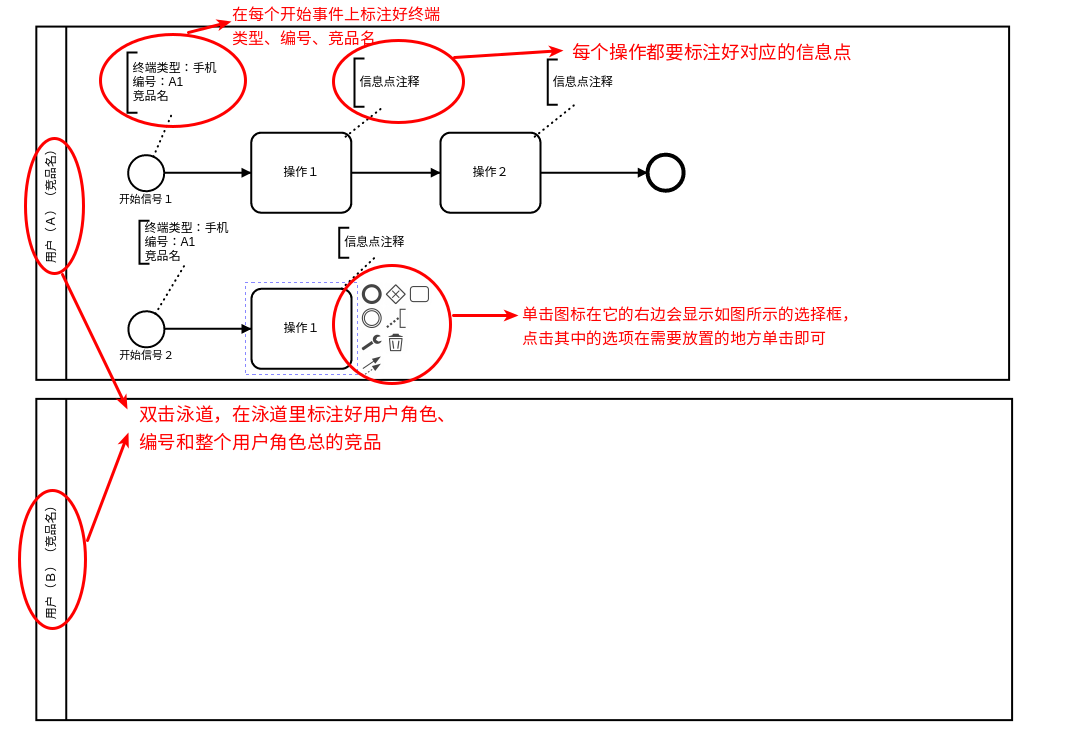 在每个开始事件上标注好终端
类型、编号、竞品名
每个操作都要标注好对应的信息点
终端类型：手机
编号：A1
竞品名
信息点注释
信息点注释
用户（A）（竞品名）
操作１
操作２
开始信号１
终端类型：手机
编号：A1
竞品名
信息点注释
操作１
开始信号２
单击图标在它的右边会显示如图所示的选择框，
点击其中的选项在需要放置的地方单击即可
双击泳道，在泳道里标注好用户角色、
编号和整个用户角色总的竞品
用户（B）（竞品名）